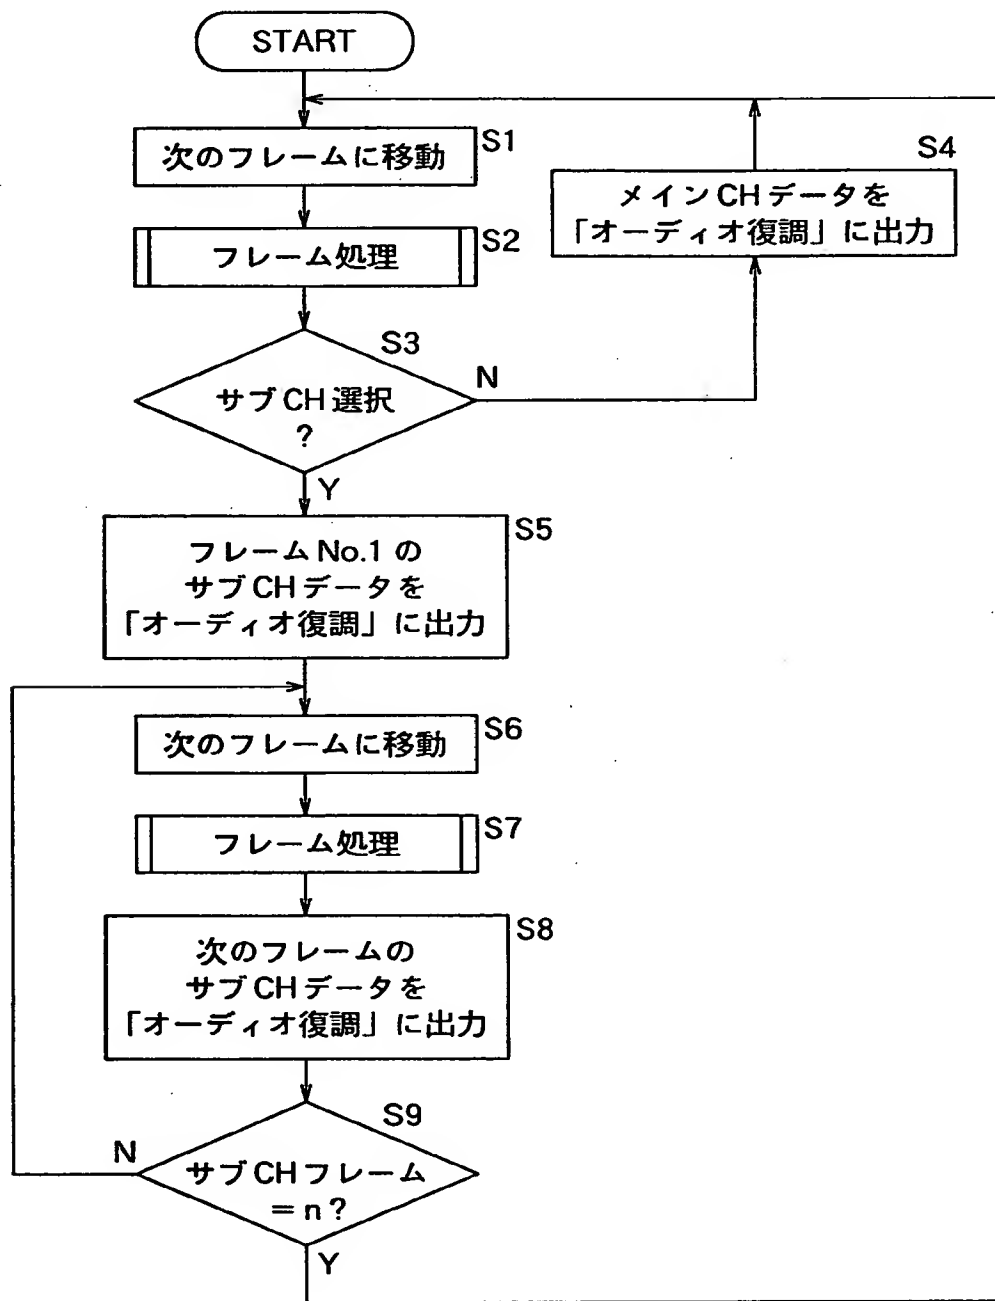 START
次のフレームに移動
S1
フレーム処理
S2
S3
サブCH選択
?
N
Y
S4
メインCHデータを
「オーディオ復調」に出力
S5
フレームNo.1の
サブCHデータを
「オーディオ復調」に出力
次のフレームに移動
S6
フレーム処理
S7
S8
次のフレームの
サブCHデータを
「オーディオ復調」に出力
S9
サブCHフレーム
=n?
N
Y